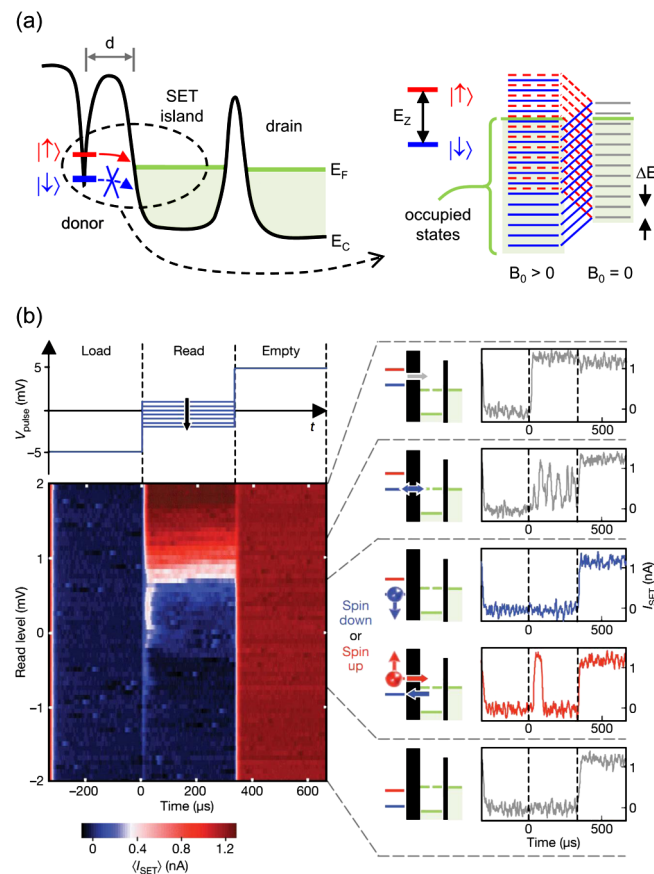 (a)
d
SET
island
drain
|↑⟩
|↓⟩
donor
E_F
E_C
|↑⟩
E_Z
|↓⟩
occupied
states
ΔE
B_0 > 0
B_0 = 0
(b)
Load
Read
Empty
V_pulse (mV)
5
0
−5
t
Read level (mV)
2
1
0
−1
−2
−200
0
200
400
600
Time (μs)
0
0.4
0.8
1.2
⟨I_SET⟩ (nA)
Spin
down
or
Spin
up
1
0
0
500
1
0
0
500
1
0
0
500
I_SET (nA)
1
0
0
500
1
0
0
500
Time (μs)